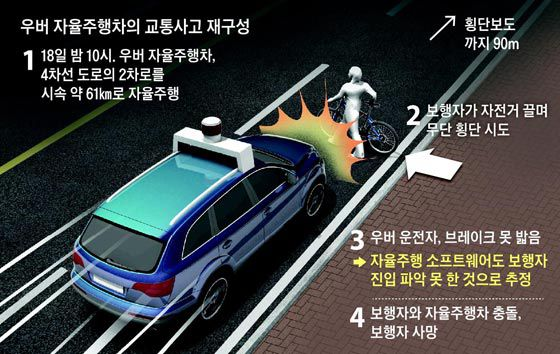 우버 자율주행차의 교통사고 재구성
1 18일 밤 10시. 우버 자율주행차,
4차선 도로의 2차로를
시속 약 61㎞로 자율주행
횡단보도
까지 90m
2 보행자가 자전거 끌며
무단 횡단 시도
3 우버 운전자, 브레이크 못 밟음
➡ 자율주행 소프트웨어도 보행자
진입 파악 못 한 것으로 추정
4 보행자와 자율주행차 충돌,
보행자 사망